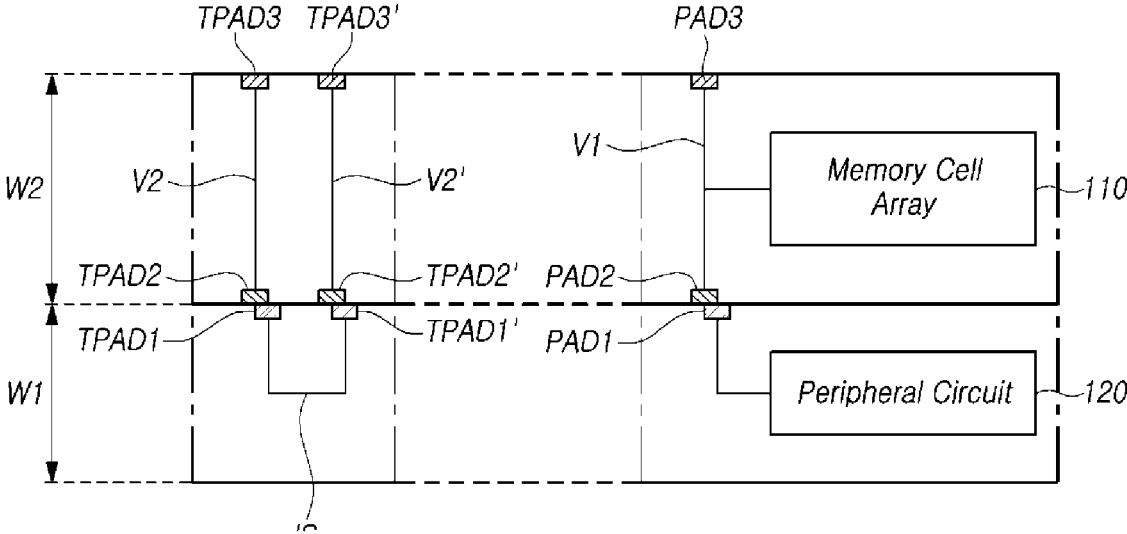 TPAD3 TPAD3' PAD3
V1
W2 V2 V2' Memory Cell
Array 110
TPAD2 TPAD2' PAD2
TPAD1 TPAD1' PAD1
W1 Peripheral Circuit 120